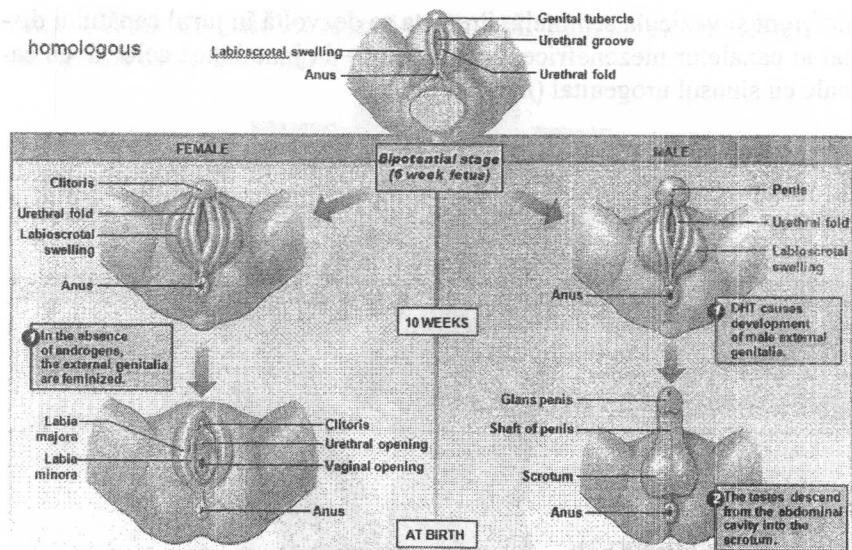 homologous
Genital tubercle
Labioscrotal swelling
Urethral groove
Anus
Urethral fold
FEMALE
MALE
Bipotential stage
(6 week fetus)
Clitoris
Urethral fold
Labioscrotal
swelling
Anus
Penis
Urethral fold
Labioscrotal
swelling
Anus
10 WEEKS
1 In the absence
of androgens,
the external genitalia
are feminized.
1 DHT causes
development
of male external
genitalia.
Labia
majora
Labia
minora
Clitoris
Urethral opening
Vaginal opening
Anus
Glans penis
Shaft of penis
Scrotum
Anus
2 The testes descend
from the abdominal
cavity into the
scrotum.
AT BIRTH